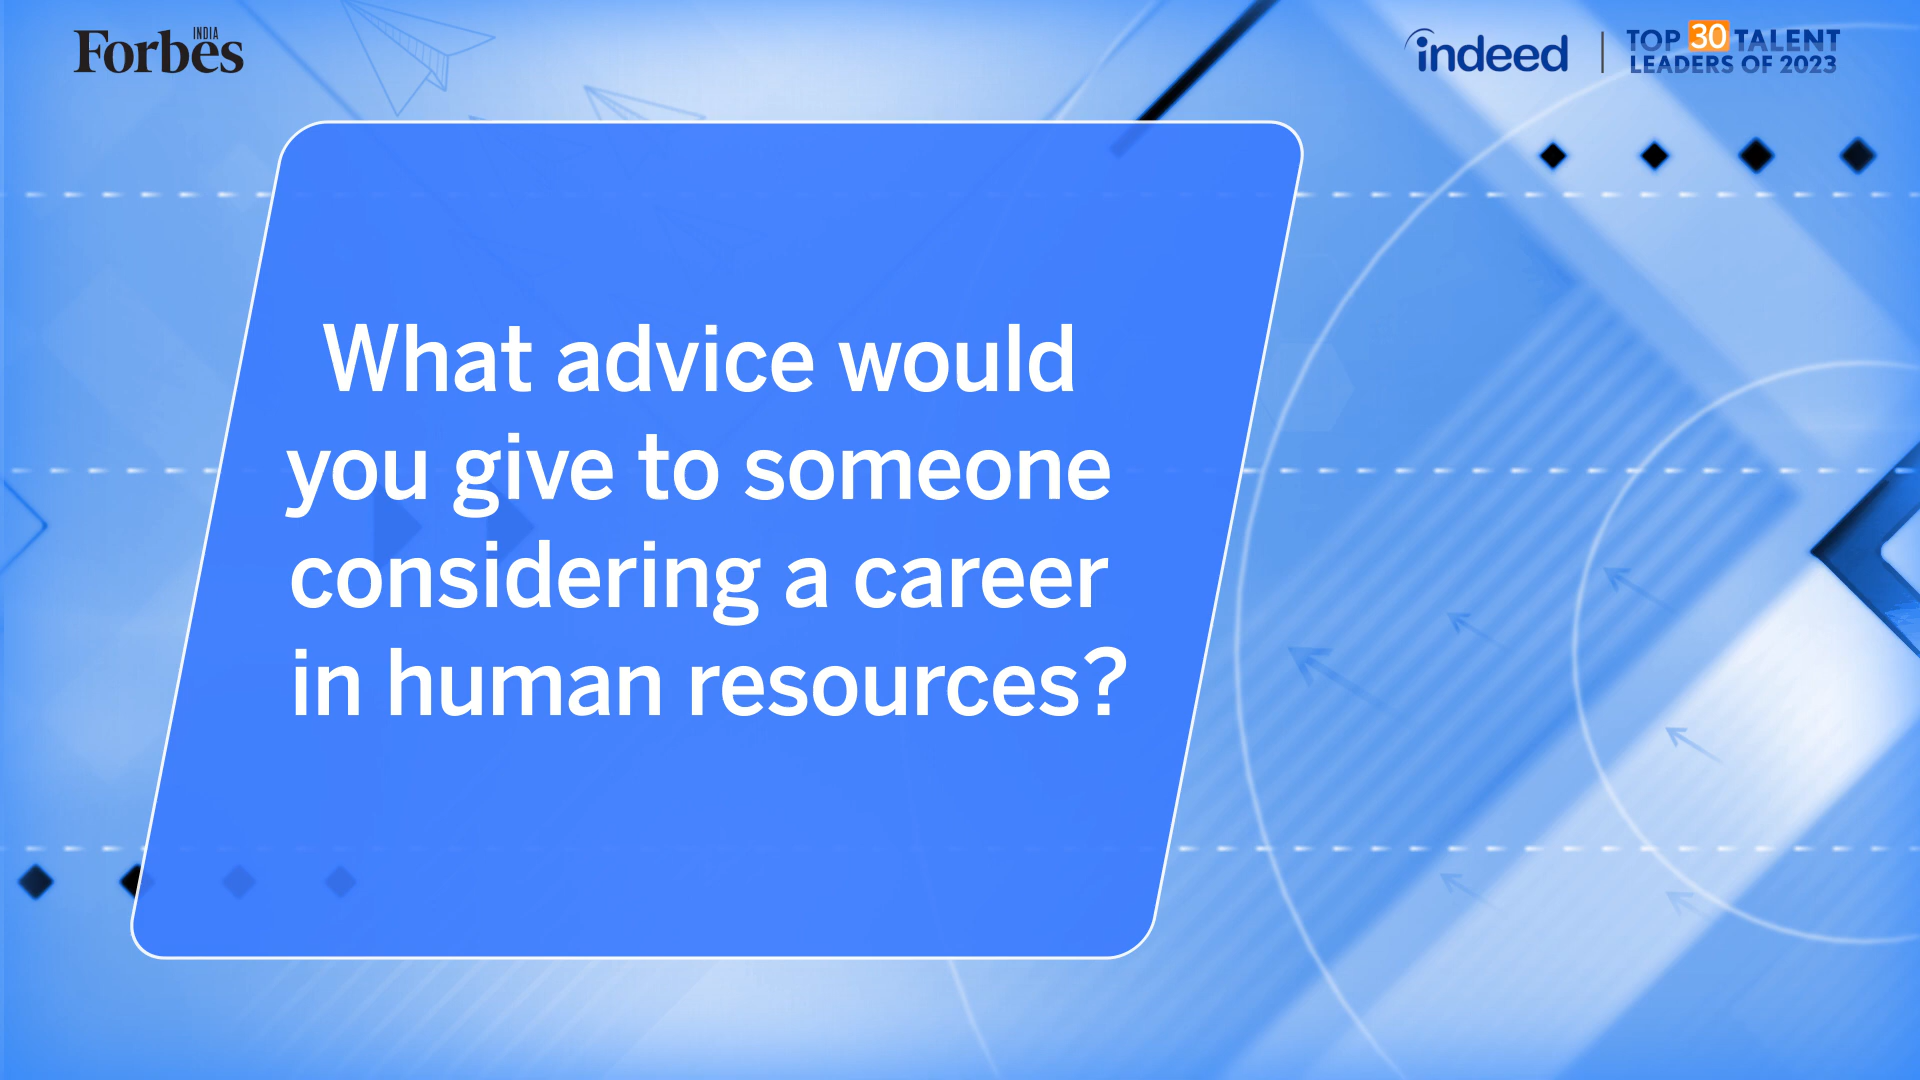 Forbes
INDIA
indeed
TOP 30 TALENT
LEADERS OF 2023
What advice would
you give to someone
considering a career
in human resources?